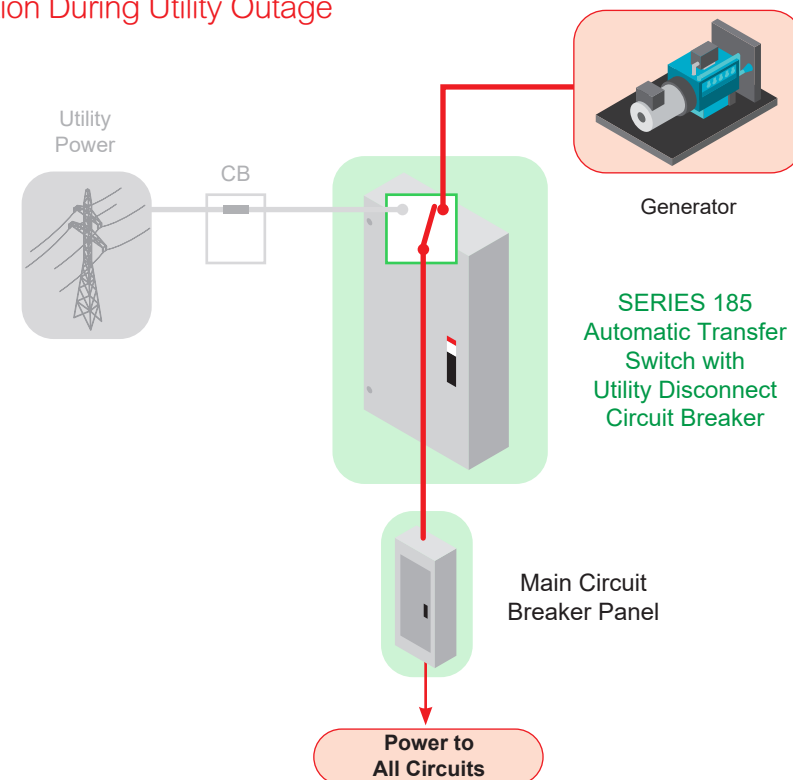 ion During Utility Outage
Utility
Power
CB
Generator
SERIES 185
Automatic Transfer
Switch with
Utility Disconnect
Circuit Breaker
Main Circuit
Breaker Panel
Power to
All Circuits